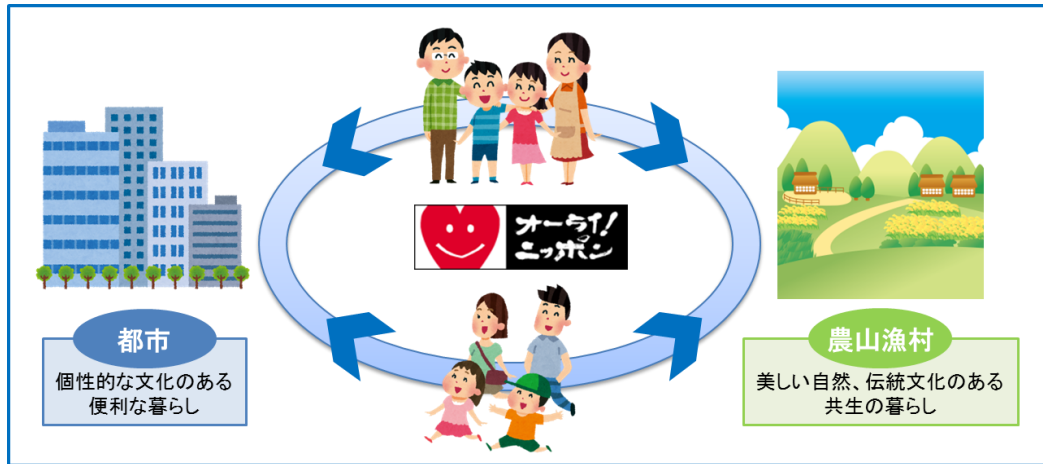 オーライ!
ニッポン
都市
個性的な文化のある
便利な暮らし
農山漁村
美しい自然、伝統文化のある
共生の暮らし